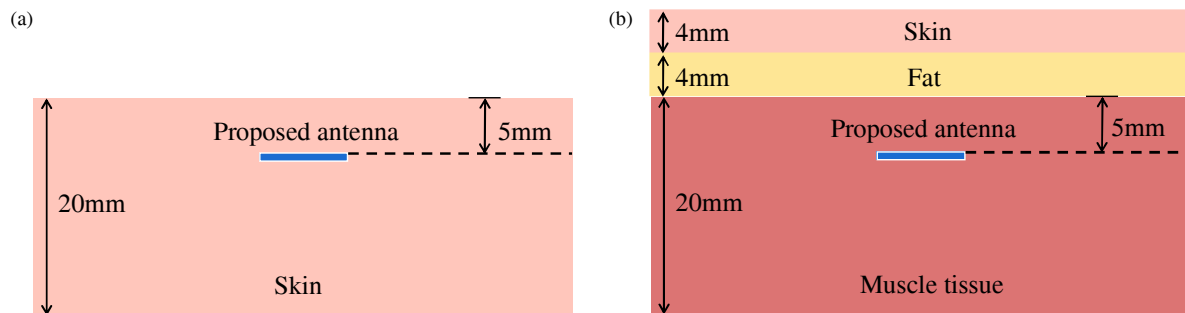 (a)
Proposed antenna
5mm
20mm
Skin
(b)
4mm
Skin
4mm
Fat
Proposed antenna
5mm
20mm
Muscle tissue